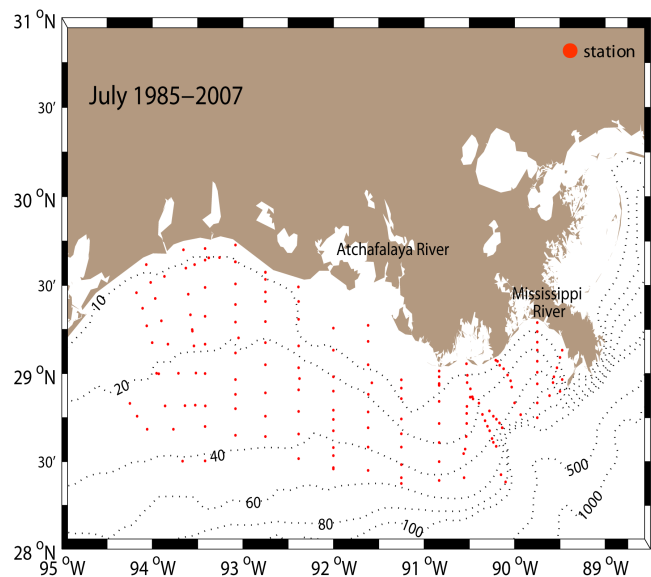 31 °N
station
July 1985–2007
30′
30 °N
Atchafalaya River
30′
10
Mississippi
River
29 °N
20
40
30′
500
60
1000
80
100
28 °N
95 °W
94 °W
93 °W
92 °W
91 °W
90 °W
89 °W